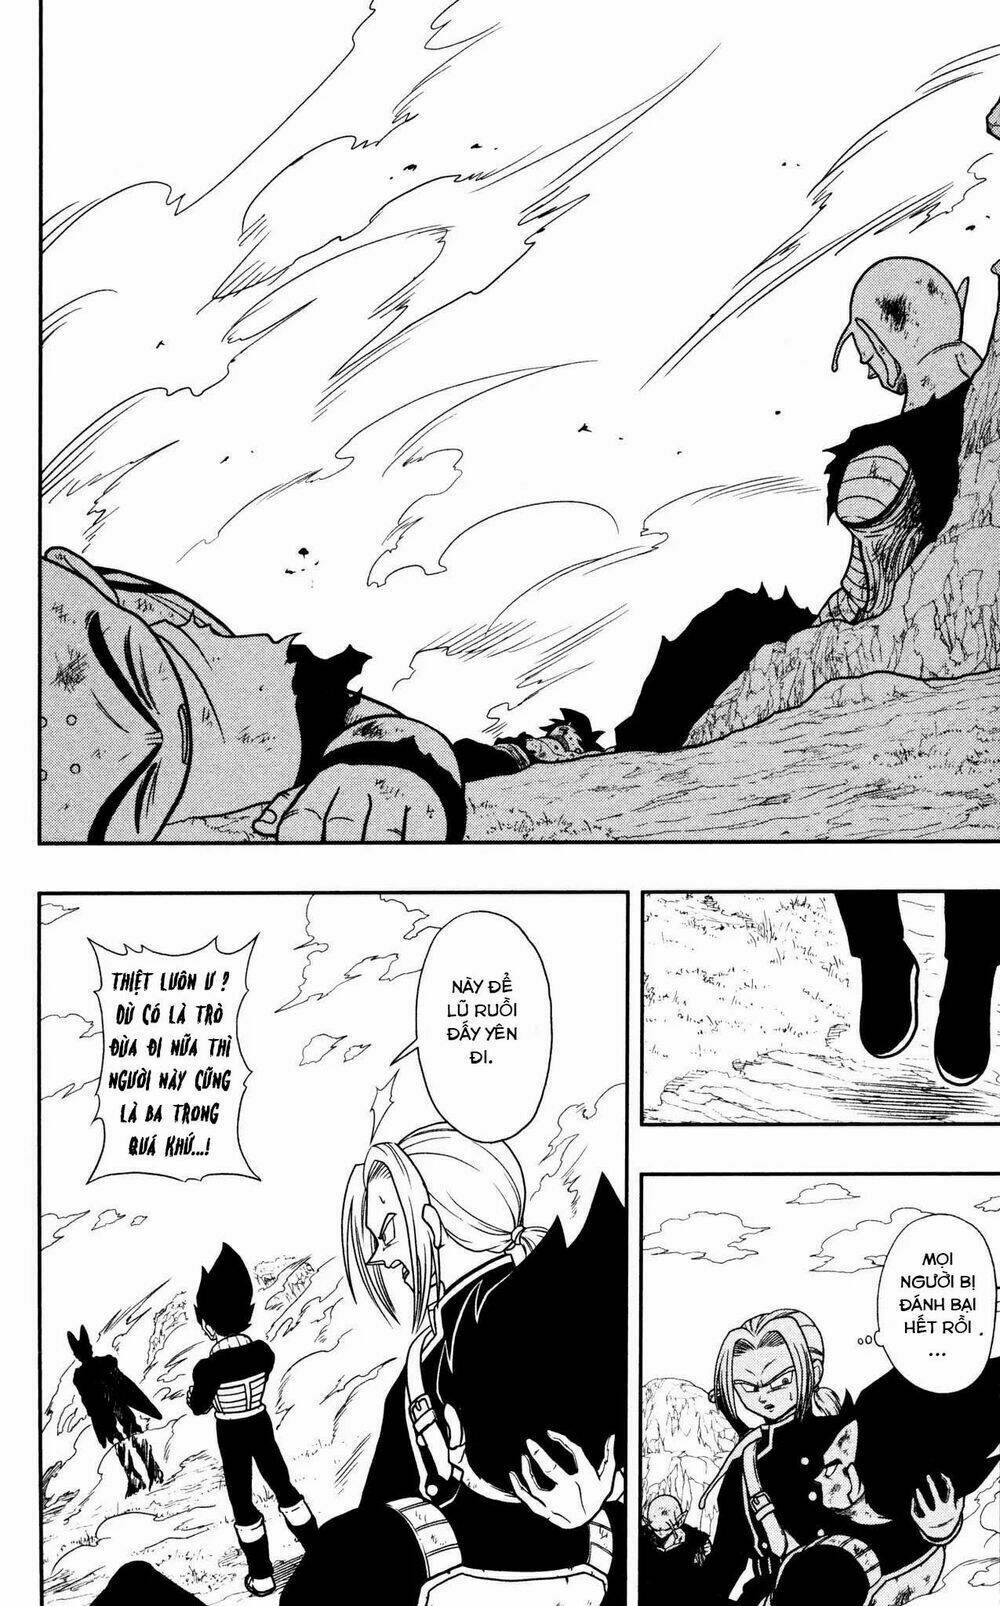 MỌI
NGƯỜI BỊ
ĐÁNH BẠI
HẾT RỒI
...
NÀY ĐỂ
LŨ RUỒI
ĐẤY YÊN
ĐI.
THIỆT LUÔN Ư ?
DÙ CÓ LÀ TRÒ
ĐÙA ĐI NỮA THÌ
NGƯỜI NÀY CŨNG
LÀ BA TRONG
QUÁ KHỨ...!